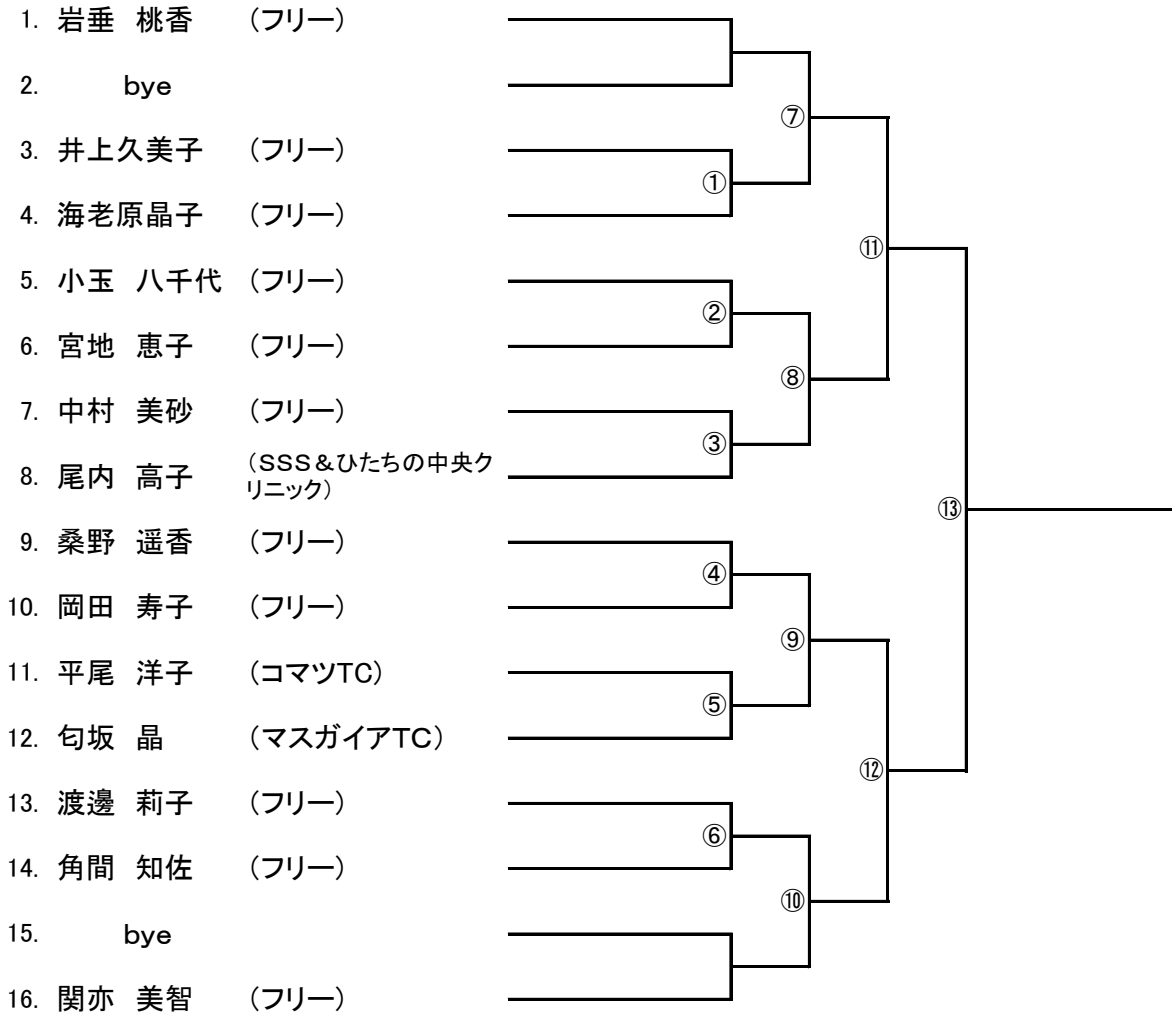 1. 岩垂 桃香 (フリー)
2. bye
⑦
3. 井上久美子 (フリー)
①
4. 海老原晶子 (フリー)
⑪
5. 小玉 八千代 (フリー)
②
6. 宮地 恵子 (フリー)
⑧
7. 中村 美砂 (フリー)
③
8. 尾内 高子 (SSS&ひたちの中央ク
リニック)
⑬
9. 桑野 遥香 (フリー)
④
10. 岡田 寿子 (フリー)
⑨
11. 平尾 洋子 (コマツTC)
⑤
12. 匂坂 晶 (マスガイアTC)
⑫
13. 渡邊 莉子 (フリー)
⑥
14. 角間 知佐 (フリー)
⑩
15. bye
16. 関亦 美智 (フリー)